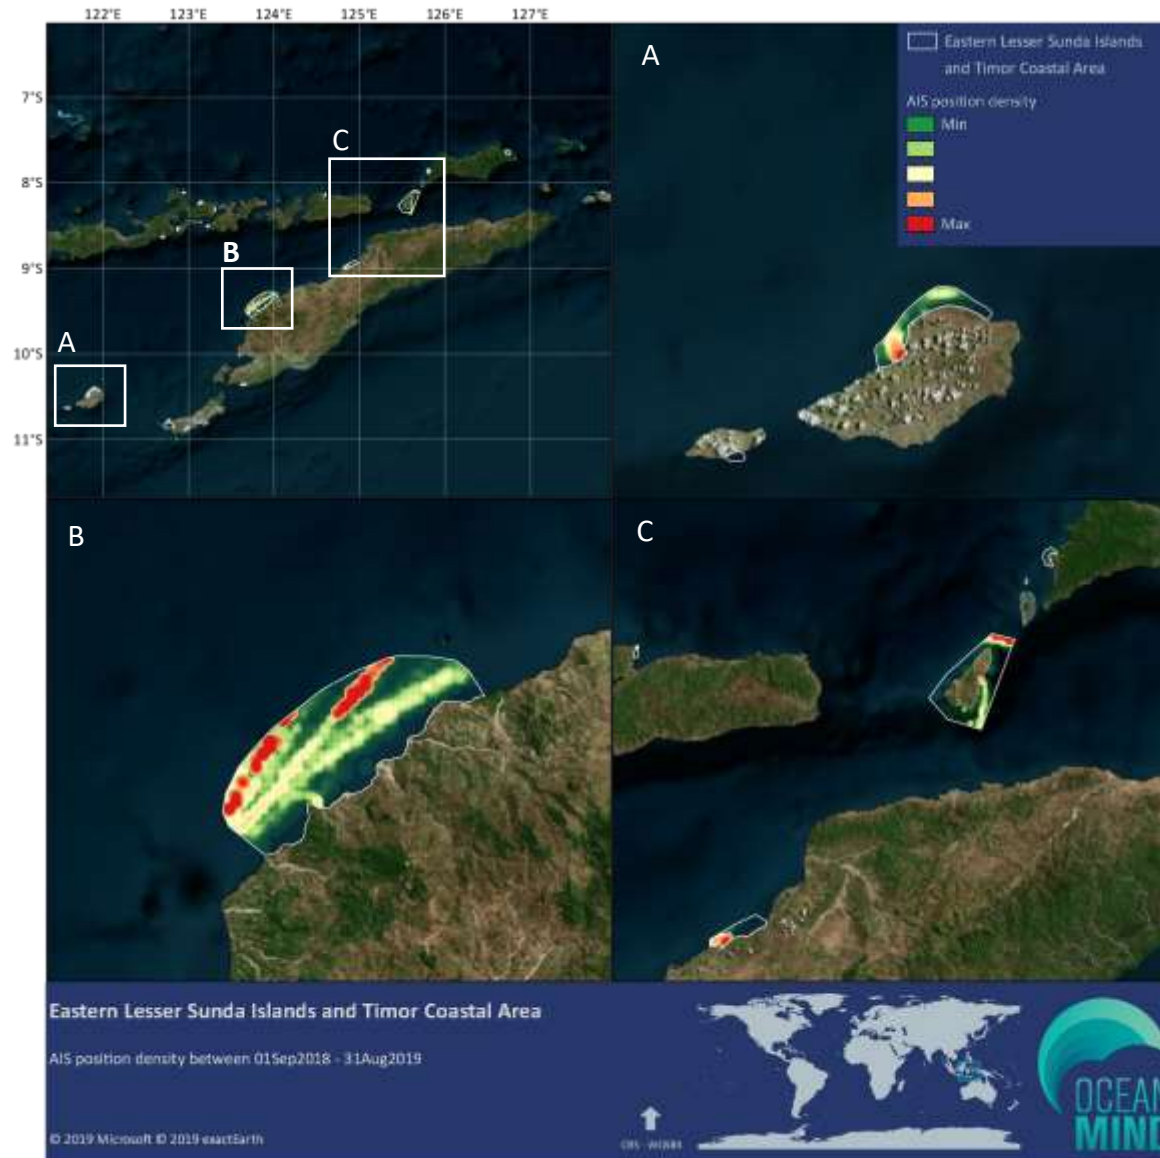 122°E 123°E 124°E 125°E 126°E 127°E
7°S
8°S
9°S
10°S
11°S
C
B
A
A
Eastern Lesser Sunda Islands
and Timor Coastal Area
AIS position density
Min
Max
B
C
Eastern Lesser Sunda Islands and Timor Coastal Area
AIS position density between 01Sep2018 - 31Aug2019
© 2019 Microsoft © 2019 exactEarth
OCEAN
MIND